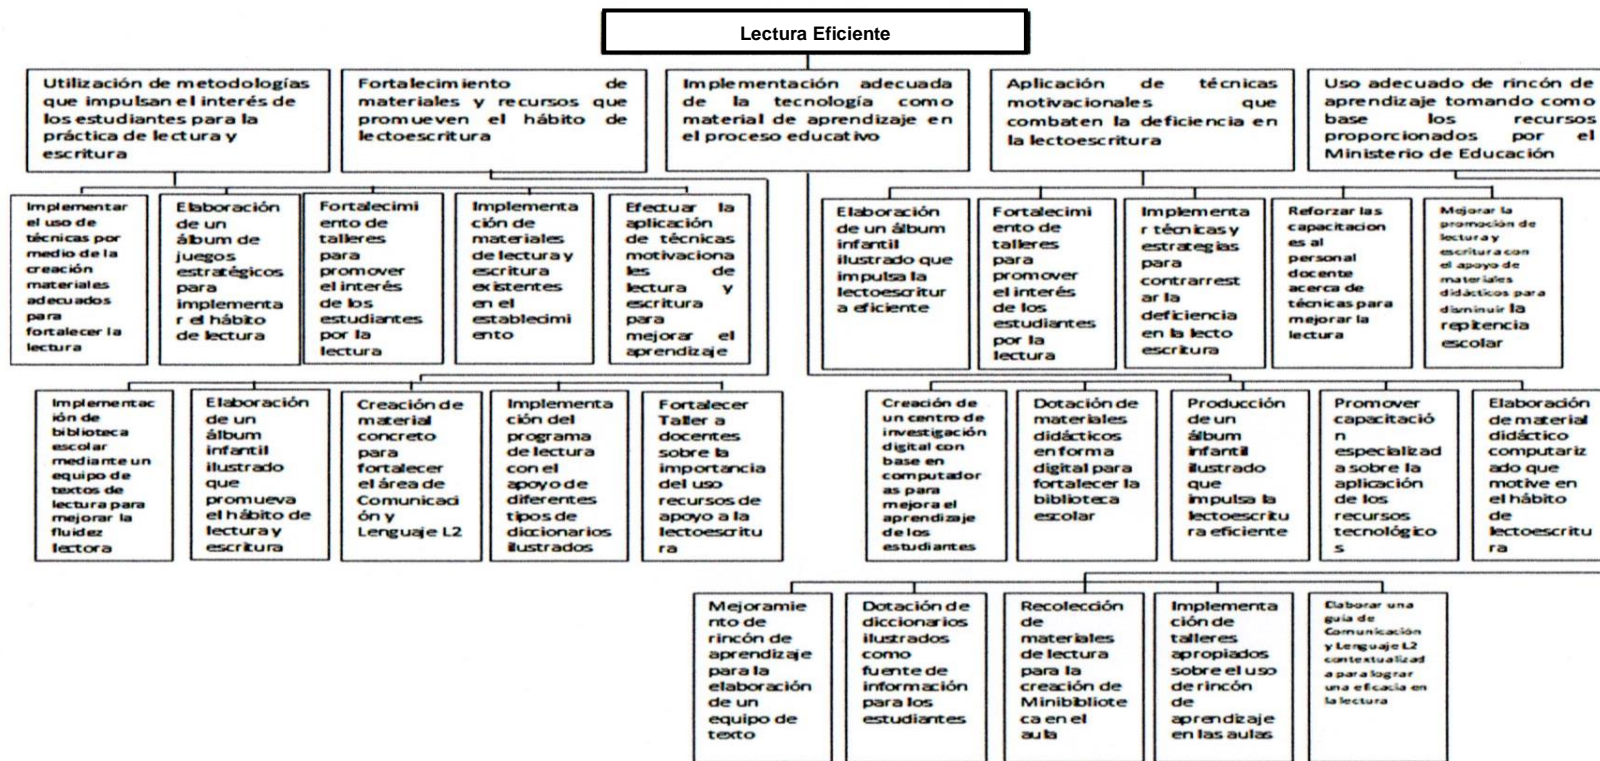 Lectura Eficiente
Utilización de metodologías
que impulsan el interés de
los estudiantes para la
práctica de lectura y
escritura
Fortalecimiento de
materiales y recursos que
promueven el hábito de
lectoescritura
Implementación adecuada
de la tecnología como
material de aprendizaje en
el proceso educativo
Aplicación de técnicas
motivacionales que
combaten la deficiencia en
la lectoescritura
Uso adecuado de rincón de
aprendizaje tomando como
base los recursos
proporcionados por el
Ministerio de Educación
Implementar
el uso de
técnicas por
medio de la
creación
materiales
adecuados
para
fortalecer la
lectura
Elaboración
de un
álbum de
juegos
estratégicos
para
implementa
r el hábito
de lectura
Fortalecimi
ento de
talleres
para
promover
el interés
de los
estudiantes
por la
lectura
Implementa
ción de
materiales
de lectura y
escritura
existentes
en el
establecimi
ento
Efectuar la
aplicación
de técnicas
motivaciona
les de
lectura y
escritura
para
mejorar el
aprendizaje
Elaboración
de un álbum
infantil
ilustrado que
impulsa la
lectoescritur
a eficiente
Fortalecimi
ento de
talleres
para
promover
el interés
de los
estudiantes
por la
lectura
Implementa
r técnicas y
estrategias
para
contrarrest
ar la
deficiencia
en la lecto
escritura
Reforzar las
capacitacion
es al
personal
docente
acerca de
técnicas para
mejorar la
lectura
Mejorar la
promoción de
lectura y
escritura con
el apoyo de
materiales
didácticos para
disminuir la
repitencia
escolar
Implementac
ión de
biblioteca
escolar
mediante un
equipo de
textos de
lectura para
mejorar la
fluidez
lectora
Elaboración
de un
álbum
infantil
ilustrado
que
promueva
el hábito de
lectura y
escritura
Creación de
material
concreto
para
fortalecer
el área de
Comunicaci
ón y
Lenguaje L2
Implementa
ción del
programa
de lectura
con el
apoyo de
diferentes
tipos de
diccionarios
ilustrados
Fortalecer
Taller a
docentes
sobre la
importancia
del uso
recursos de
apoyo a la
lectoescritu
ra
Creación de
un centro de
investigación
digital con
base en
computador
as para
mejora el
aprendizaje
de los
estudiantes
Dotación de
materiales
didácticos
en forma
digital para
fortalecer la
biblioteca
escolar
Producción
de un
álbum
infantil
ilustrado
que
impulsa la
lectoescritu
ra eficiente
Promover
capacitació
n
especializad
a sobre la
aplicación
de los
recursos
tecnológico
s
Elaboración
de material
didáctico
computariz
ado que
motive en
el hábito
de
lectoescritu
ra
Mejoramie
nto de
rincón de
aprendizaje
para la
elaboración
de un
equipo de
texto
Dotación de
diccionarios
ilustrados
como
fuente de
información
para los
estudiantes
Recolección
de
materiales
de lectura
para la
creación de
Minibibliote
ca en el
aula
Implementa
ción de
talleres
apropiados
sobre el uso
de rincón
de
aprendizaje
en las aulas
Elaborar una
guía de
Comunicación
y Lenguaje L2
contextualizad
a para lograr
una eficacia en
la lectura